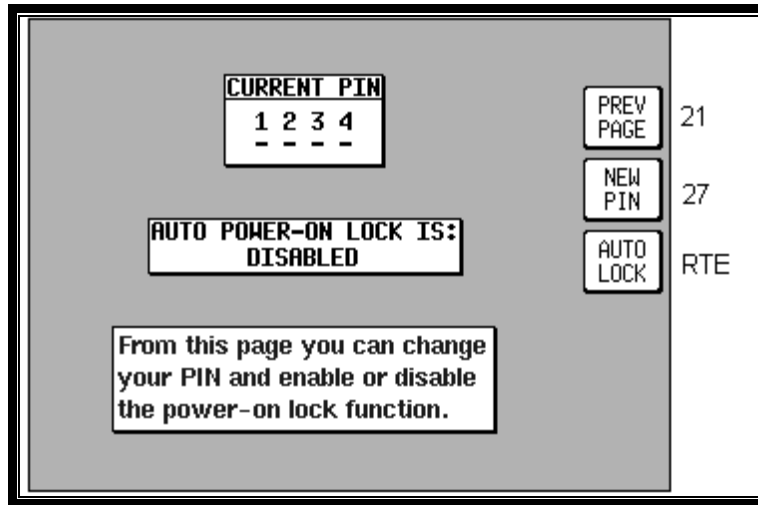 CURRENT PIN
1 2 3 4
AUTO POWER-ON LOCK IS:
DISABLED
From this page you can change
your PIN and enable or disable
the power-on lock function.
PREV
PAGE
21
NEW
PIN
27
AUTO
LOCK
RTE